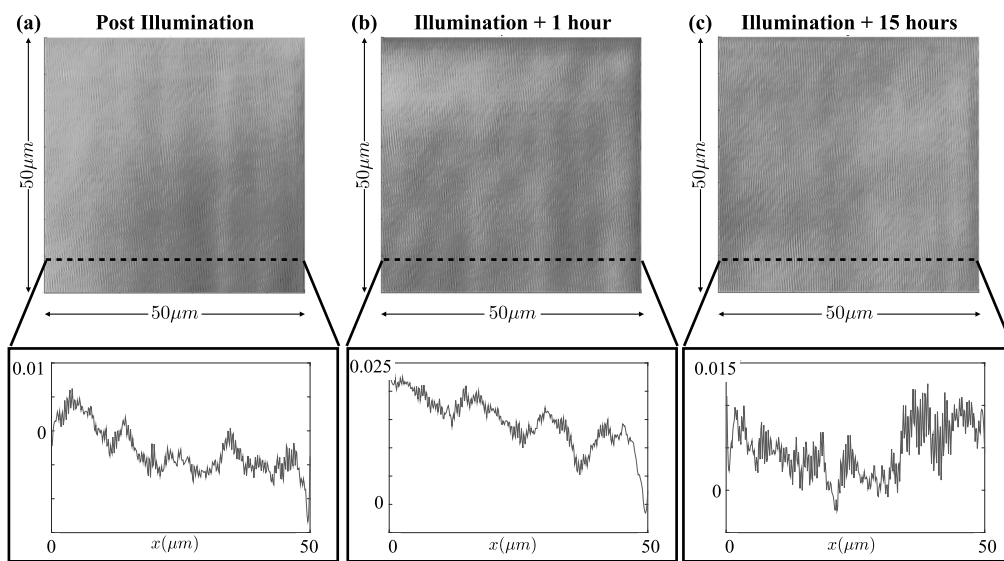 (a) Post Illumination
(b) Illumination + 1 hour
(c) Illumination + 15 hours
50μm
50μm
50μm
50μm
50μm
50μm
0.01
0
0
x(μm)
50
0.025
0
0
x(μm)
50
0.015
0
0
x(μm)
50